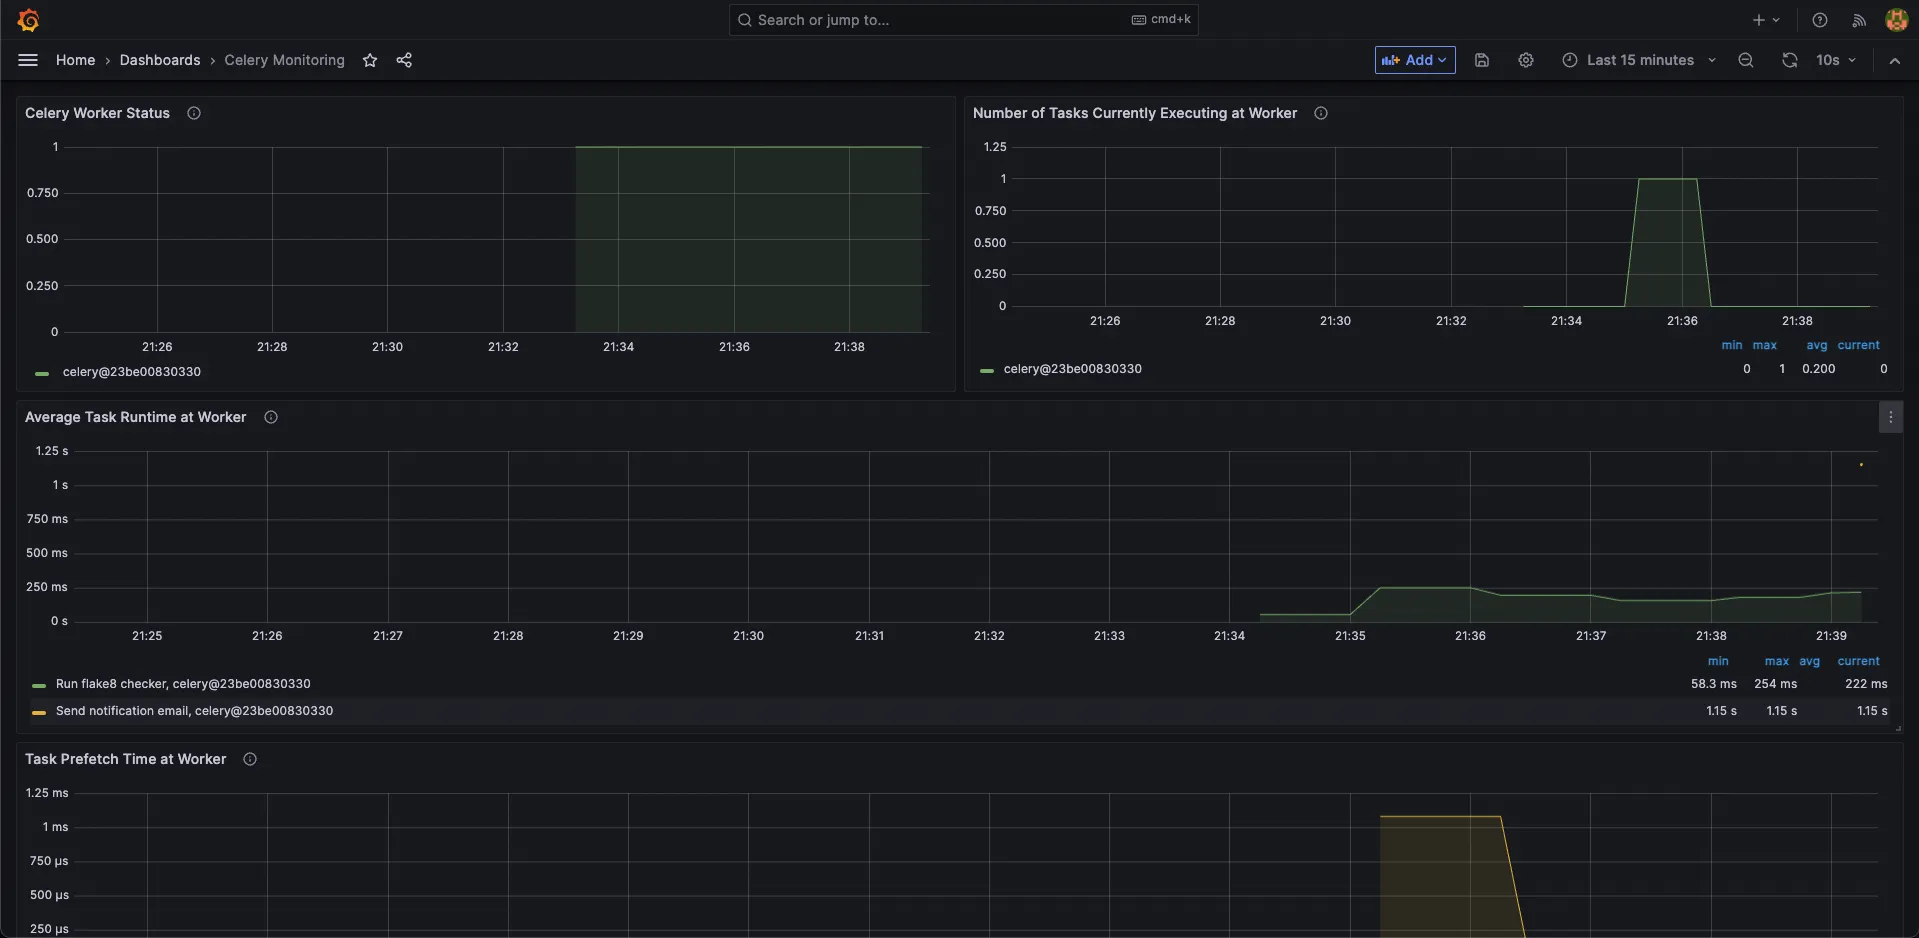 Search or jump to...
cmd+k
Home › Dashboards › Celery Monitoring
Add
Last 15 minutes
10s
Celery Worker Status
1
0.750
0.500
0.250
0
21:26 21:28 21:30 21:32 21:34 21:36 21:38
celery@23be00830330
Number of Tasks Currently Executing at Worker
1.25
1
0.750
0.500
0.250
0
21:26 21:28 21:30 21:32 21:34 21:36 21:38
min max avg current
celery@23be00830330 0 1 0.200 0
Average Task Runtime at Worker
1.25 s
1 s
750 ms
500 ms
250 ms
0 s
21:25 21:26 21:27 21:28 21:29 21:30 21:31 21:32 21:33 21:34 21:35 21:36 21:37 21:38 21:39
min max avg current
Run flake8 checker, celery@23be00830330 58.3 ms 254 ms 222 ms
Send notification email, celery@23be00830330 1.15 s 1.15 s 1.15 s
Task Prefetch Time at Worker
1.25 ms
1 ms
750 µs
500 µs
250 µs